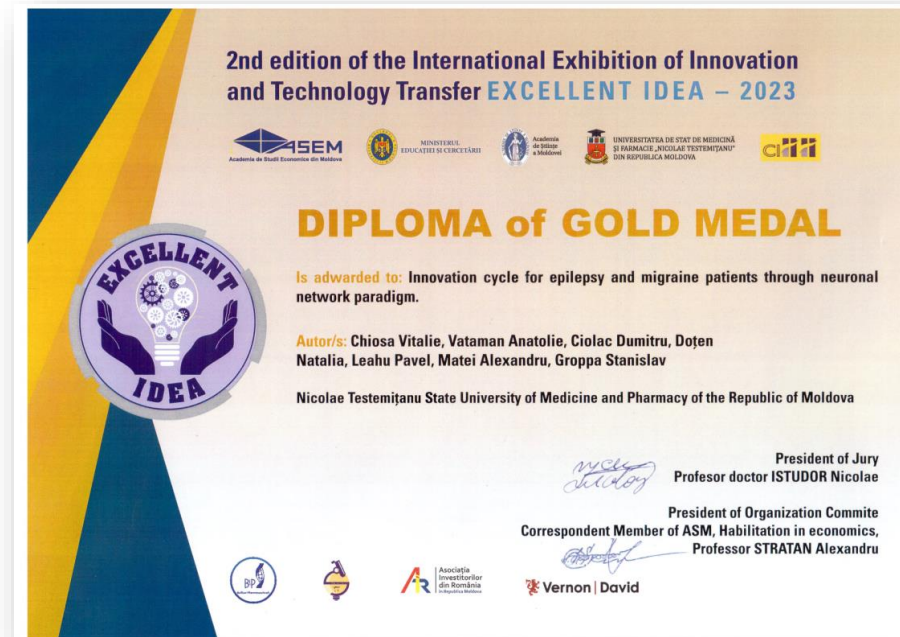 2nd edition of the International Exhibition of Innovation
and Technology Transfer EXCELLENT IDEA – 2023
ASEM
Academia de Studii Economice din Moldova
MINISTERUL
EDUCAȚIEI ȘI CERCETĂRII
Academia
de Științe
a Moldovei
UNIVERSITATEA DE STAT DE MEDICINĂ
ȘI FARMACIE „NICOLAE TESTEMIȚANU”
DIN REPUBLICA MOLDOVA
DIPLOMA of GOLD MEDAL
EXCELLENT
IDEA
Is adwarded to: Innovation cycle for epilepsy and migraine patients through neuronal
network paradigm.
Autor/s: Chiosa Vitalie, Vataman Anatolie, Ciolac Dumitru, Doțen
Natalia, Leahu Pavel, Matei Alexandru, Groppa Stanislav
Nicolae Testemițanu State University of Medicine and Pharmacy of the Republic of Moldova
President of Jury
Profesor doctor ISTUDOR Nicolae
President of Organization Commite
Correspondent Member of ASM, Habilitation in economics,
Professor STRATAN Alexandru
BIP
AIR
Asociația
Investitorilor
din România
în Republica Moldova
Vernon | David